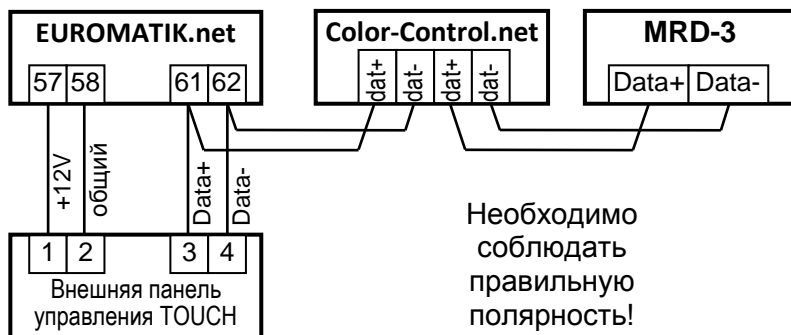 EUROMATIK.net
Color-Control.net
MRD-3
57 58 61 62
dat+ dat- dat+ dat-
Data+ Data-
+12V
общий
Data+
Data-
1 2 3 4
Внешняя панель
управления TOUCH
Необходимо
соблюдать
правильную
полярность!